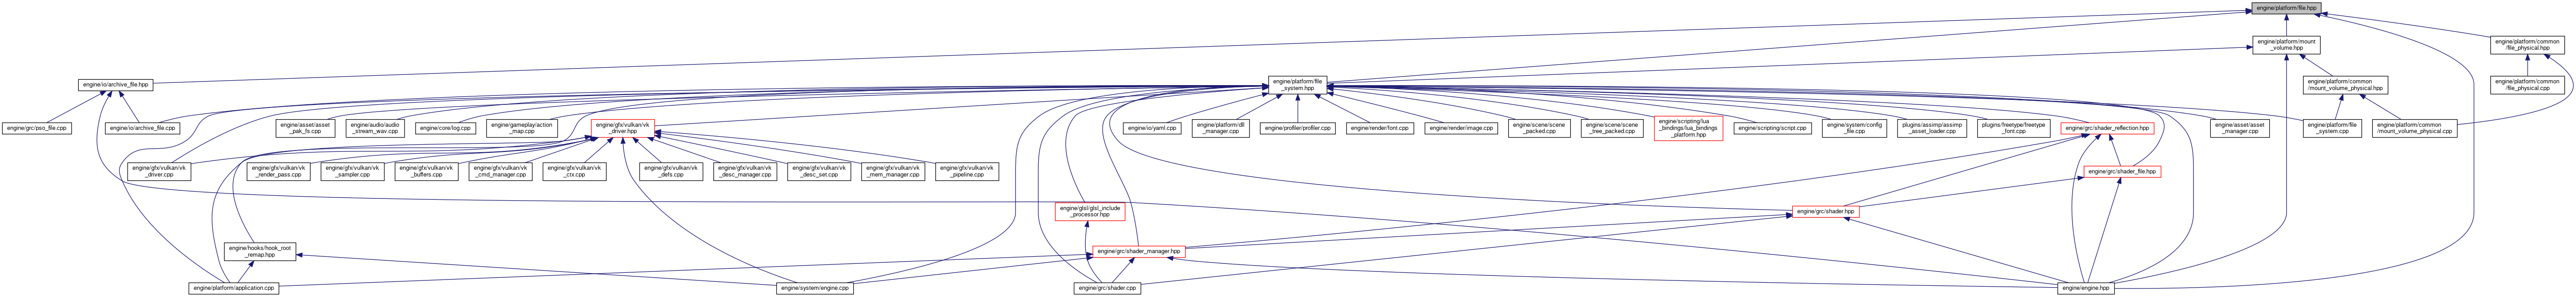 engine/platform/file.hpp
engine/platform/mount
_volume.hpp
engine/platform/common
/file_physical.hpp
engine/io/archive_file.hpp
engine/platform/file
_system.hpp
engine/platform/common
/mount_volume_physical.hpp
engine/platform/common
/file_physical.cpp
engine/grc/pso_file.cpp
engine/io/archive_file.cpp
engine/asset/asset
_pak_fs.cpp
engine/audio/audio
_stream_wav.cpp
engine/core/log.cpp
engine/gameplay/action
_map.cpp
engine/gfx/vulkan/vk
_driver.hpp
engine/io/yaml.cpp
engine/platform/dll
_manager.cpp
engine/profiler/profiler.cpp
engine/render/font.cpp
engine/render/image.cpp
engine/scene/scene
_packed.cpp
engine/scene/scene
_tree_packed.cpp
engine/scripting/lua
_bindings/lua_bindings
_platform.hpp
engine/scripting/script.cpp
engine/system/config
_file.cpp
plugins/assimp/assimp
_asset_loader.cpp
plugins/freetype/freetype
_font.cpp
engine/grc/shader_reflection.hpp
engine/asset/asset
_manager.cpp
engine/platform/file
_system.cpp
engine/platform/common
/mount_volume_physical.cpp
engine/gfx/vulkan/vk
_driver.cpp
engine/gfx/vulkan/vk
_render_pass.cpp
engine/gfx/vulkan/vk
_sampler.cpp
engine/gfx/vulkan/vk
_buffers.cpp
engine/gfx/vulkan/vk
_cmd_manager.cpp
engine/gfx/vulkan/vk
_ctx.cpp
engine/gfx/vulkan/vk
_defs.cpp
engine/gfx/vulkan/vk
_desc_manager.cpp
engine/gfx/vulkan/vk
_desc_set.cpp
engine/gfx/vulkan/vk
_mem_manager.cpp
engine/gfx/vulkan/vk
_pipeline.cpp
engine/grc/shader_file.hpp
engine/glsl/glsl_include
_processor.hpp
engine/grc/shader.hpp
engine/hooks/hook_root
_remap.hpp
engine/grc/shader_manager.hpp
engine/platform/application.cpp
engine/system/engine.cpp
engine/grc/shader.cpp
engine/engine.hpp